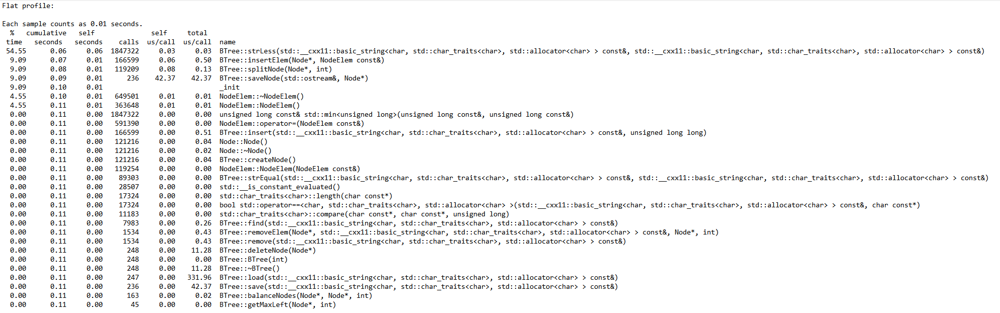 Flat profile:

Each sample counts as 0.01 seconds.
  %   cumulative   self              self     total
 time   seconds   seconds    calls  us/call  us/call  name
 54.55      0.06     0.06  1847322     0.03     0.03  BTree::strLess(std::__cxx11::basic_string<char, std::char_traits<char>, std::allocator<char> > const&, std::__cxx11::basic_string<char, std::char_traits<char>, std::allocator<char> > const&)
  9.09      0.07     0.01   166599     0.06     0.50  BTree::insertElem(Node*, NodeElem const&)
  9.09      0.08     0.01   119209     0.08     0.13  BTree::splitNode(Node*, int)
  9.09      0.09     0.01      236    42.37    42.37  BTree::saveNode(std::ostream&, Node*)
  9.09      0.10     0.01                             _init
  4.55      0.10     0.01   649501     0.01     0.01  NodeElem::~NodeElem()
  4.55      0.11     0.01   363648     0.01     0.01  NodeElem::NodeElem()
  0.00      0.11     0.00  1847322     0.00     0.00  unsigned long const& std::min<unsigned long>(unsigned long const&, unsigned long const&)
  0.00      0.11     0.00   591390     0.00     0.00  NodeElem::operator=(NodeElem const&)
  0.00      0.11     0.00   166599     0.00     0.51  BTree::insert(std::__cxx11::basic_string<char, std::char_traits<char>, std::allocator<char> > const&, unsigned long long)
  0.00      0.11     0.00   121216     0.00     0.04  Node::Node()
  0.00      0.11     0.00   121216     0.00     0.02  Node::~Node()
  0.00      0.11     0.00   121216     0.00     0.04  BTree::createNode()
  0.00      0.11     0.00   119254     0.00     0.00  NodeElem::NodeElem(NodeElem const&)
  0.00      0.11     0.00    89303     0.00     0.00  BTree::strEqual(std::__cxx11::basic_string<char, std::char_traits<char>, std::allocator<char> > const&, std::__cxx11::basic_string<char, std::char_traits<char>, std::allocator<char> > const&)
  0.00      0.11     0.00    28507     0.00     0.00  std::__is_constant_evaluated()
  0.00      0.11     0.00    17324     0.00     0.00  std::char_traits<char>::length(char const*)
  0.00      0.11     0.00    17324     0.00     0.00  bool std::operator==<char, std::char_traits<char>, std::allocator<char> >(std::__cxx11::basic_string<char, std::char_traits<char>, std::allocator<char> > const&, char const*)
  0.00      0.11     0.00    11183     0.00     0.00  std::char_traits<char>::compare(char const*, char const*, unsigned long)
  0.00      0.11     0.00     7983     0.00     0.26  BTree::find(std::__cxx11::basic_string<char, std::char_traits<char>, std::allocator<char> > const&)
  0.00      0.11     0.00     1534     0.00     0.43  BTree::removeElem(Node*, std::__cxx11::basic_string<char, std::char_traits<char>, std::allocator<char> > const&, Node*, int)
  0.00      0.11     0.00     1534     0.00     0.43  BTree::remove(std::__cxx11::basic_string<char, std::char_traits<char>, std::allocator<char> > const&)
  0.00      0.11     0.00      248     0.00    11.28  BTree::deleteNode(Node*)
  0.00      0.11     0.00      248     0.00     0.00  BTree::BTree(int)
  0.00      0.11     0.00      248     0.00    11.28  BTree::~BTree()
  0.00      0.11     0.00      247     0.00   331.96  BTree::load(std::__cxx11::basic_string<char, std::char_traits<char>, std::allocator<char> > const&)
  0.00      0.11     0.00      236     0.00    42.37  BTree::save(std::__cxx11::basic_string<char, std::char_traits<char>, std::allocator<char> > const&)
  0.00      0.11     0.00      163     0.00     0.02  BTree::balanceNodes(Node*, Node*, int)
  0.00      0.11     0.00       45     0.00     0.00  BTree::getMaxLeft(Node*, int)